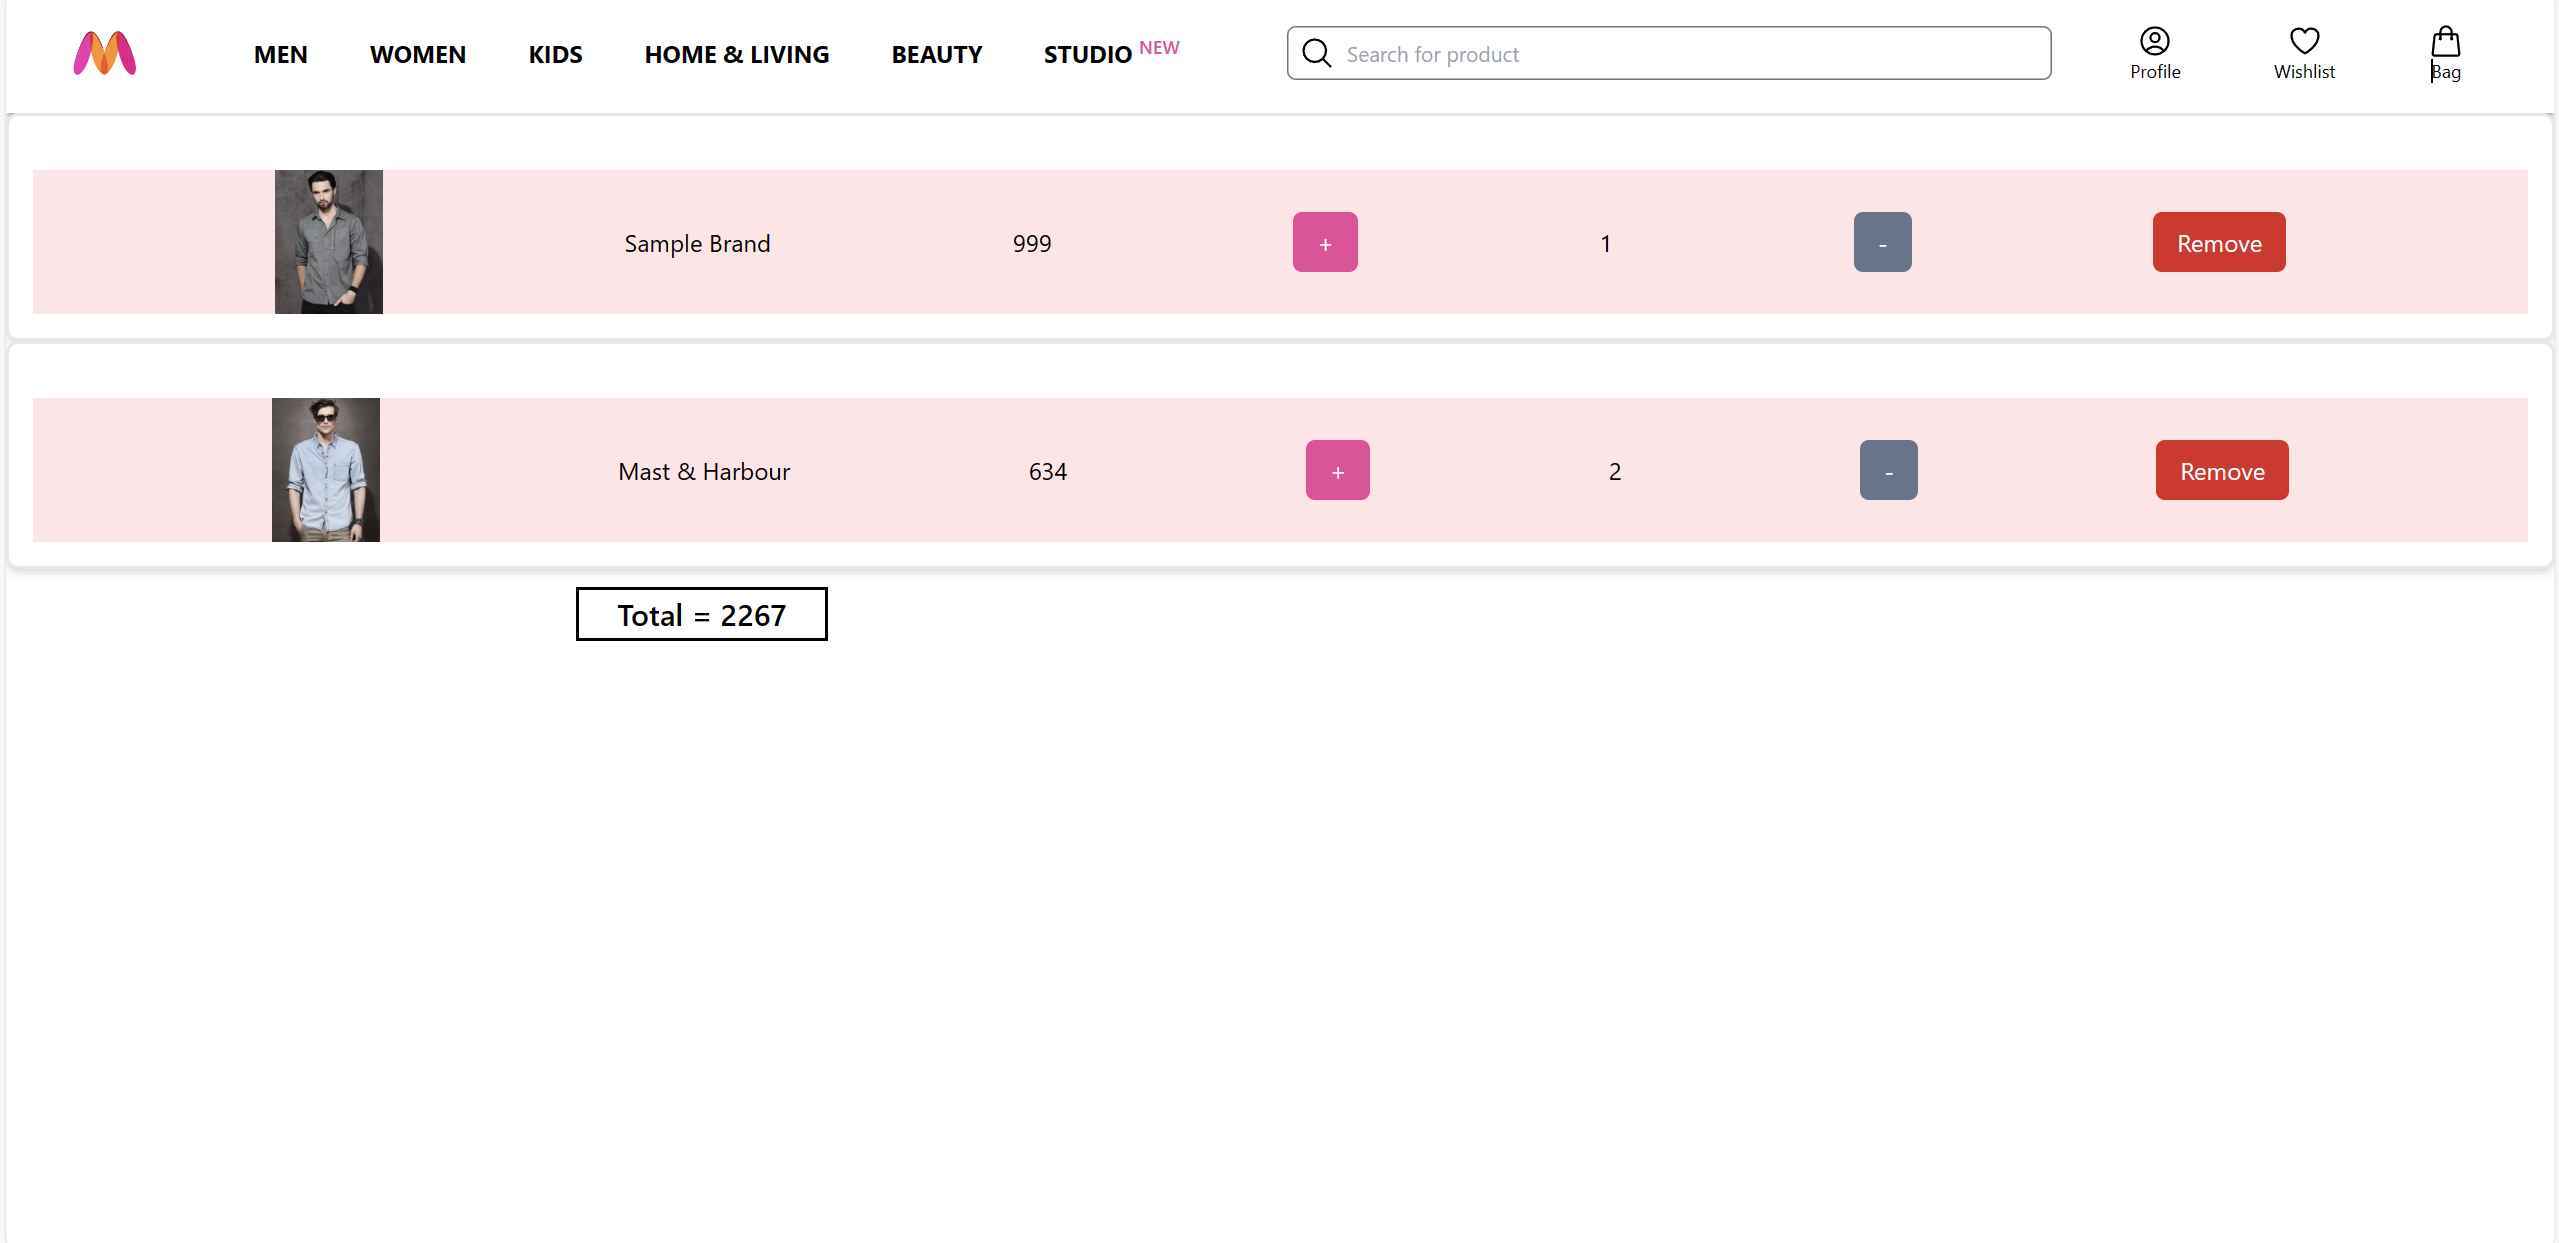 MEN WOMEN KIDS HOME & LIVING BEAUTY STUDIO NEW Search for product Profile Wishlist Bag
Sample Brand 999 + 1 - Remove
Mast & Harbour 634 + 2 - Remove
Total = 2267